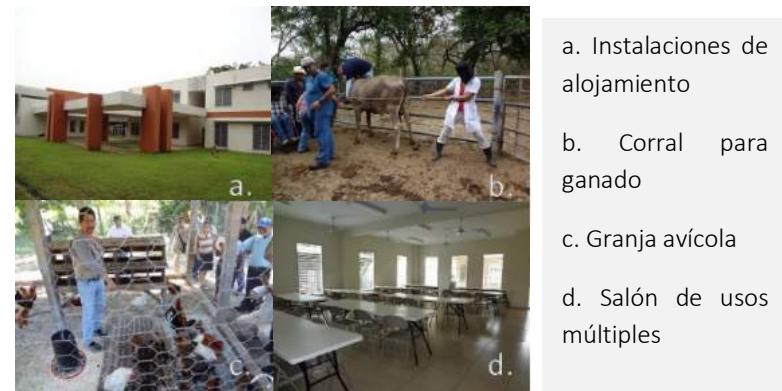 a.
b.
c.
d.
a. Instalaciones de
alojamiento
b. Corral para
ganado
c. Granja avícola
d. Salón de usos
múltiples